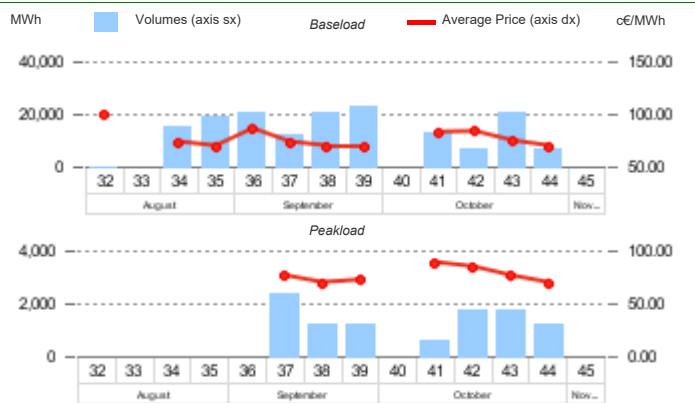 MWh Volumes (axis sx) Baseload Average Price (axis dx) c€/MWh
40,000 150.00
20,000 100.00
0 50.00
32 33 34 35 36 37 38 39 40 41 42 43 44 45
August September October Nov...
Peakload
4,000 100.00
2,000 50.00
0 0.00
32 33 34 35 36 37 38 39 40 41 42 43 44 45
August September October Nov...